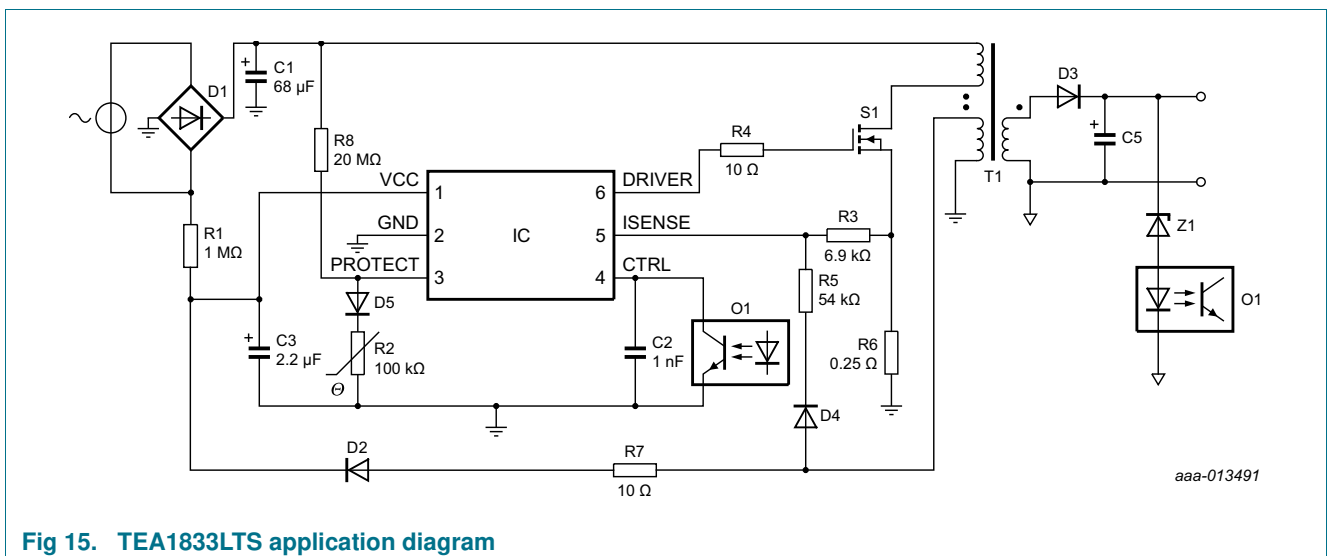 C1
68 µF
D1
R8
20 MΩ
R1
1 MΩ
VCC
1
GND
2
PROTECT
3
IC
6
DRIVER
5
ISENSE
4
CTRL
R4
10 Ω
S1
R3
6.9 kΩ
R5
54 kΩ
R6
0.25 Ω
D5
R2
100 kΩ
Θ
C3
2.2 µF
C2
1 nF
O1
D4
D2
R7
10 Ω
T1
D3
C5
Z1
O1
aaa-013491
Fig 15. TEA1833LTS application diagram